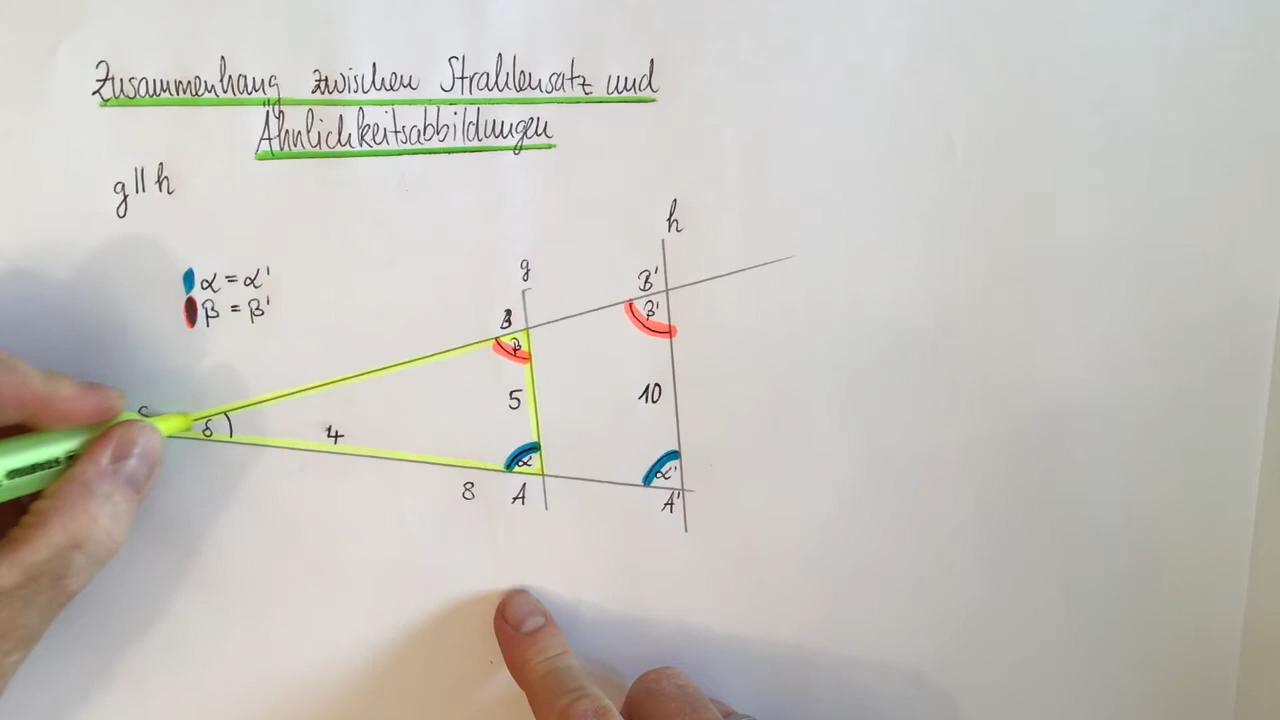 Zusammenhang zwischen Strahlensatz und
Ähnlichkeitsabbildungen
g || h
h
g
α = α'
B'
β = β'
β'
B
β
5
10
δ
4
α
α'
8
A
A'